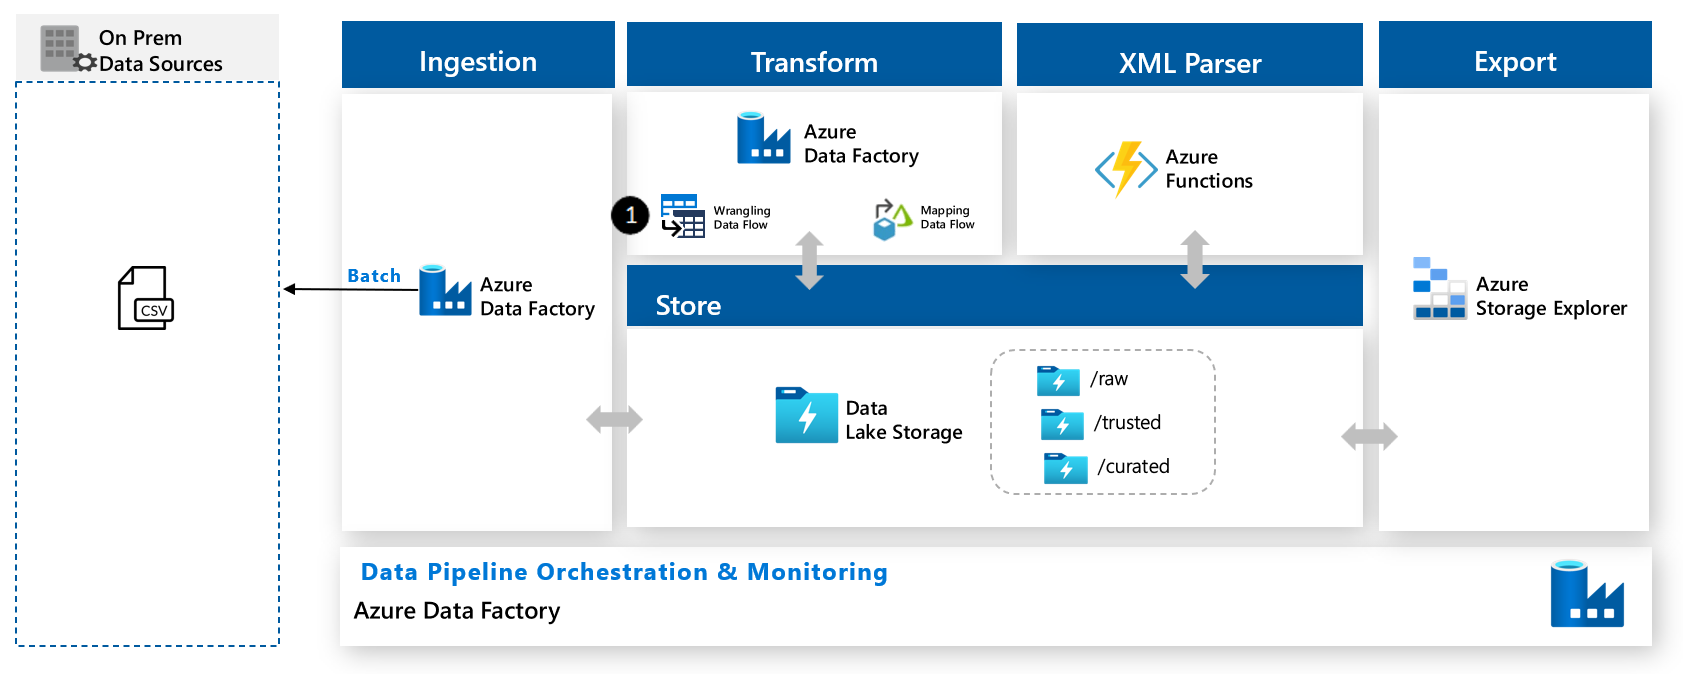 On Prem
Data Sources
CSV
Batch
Ingestion
Azure
Data Factory
Transform
Azure
Data Factory
1
Wrangling
Data Flow
Mapping
Data Flow
XML Parser
Azure
Functions
Store
Data
Lake Storage
/raw
/trusted
/curated
Export
Azure
Storage Explorer
Data Pipeline Orchestration & Monitoring
Azure Data Factory